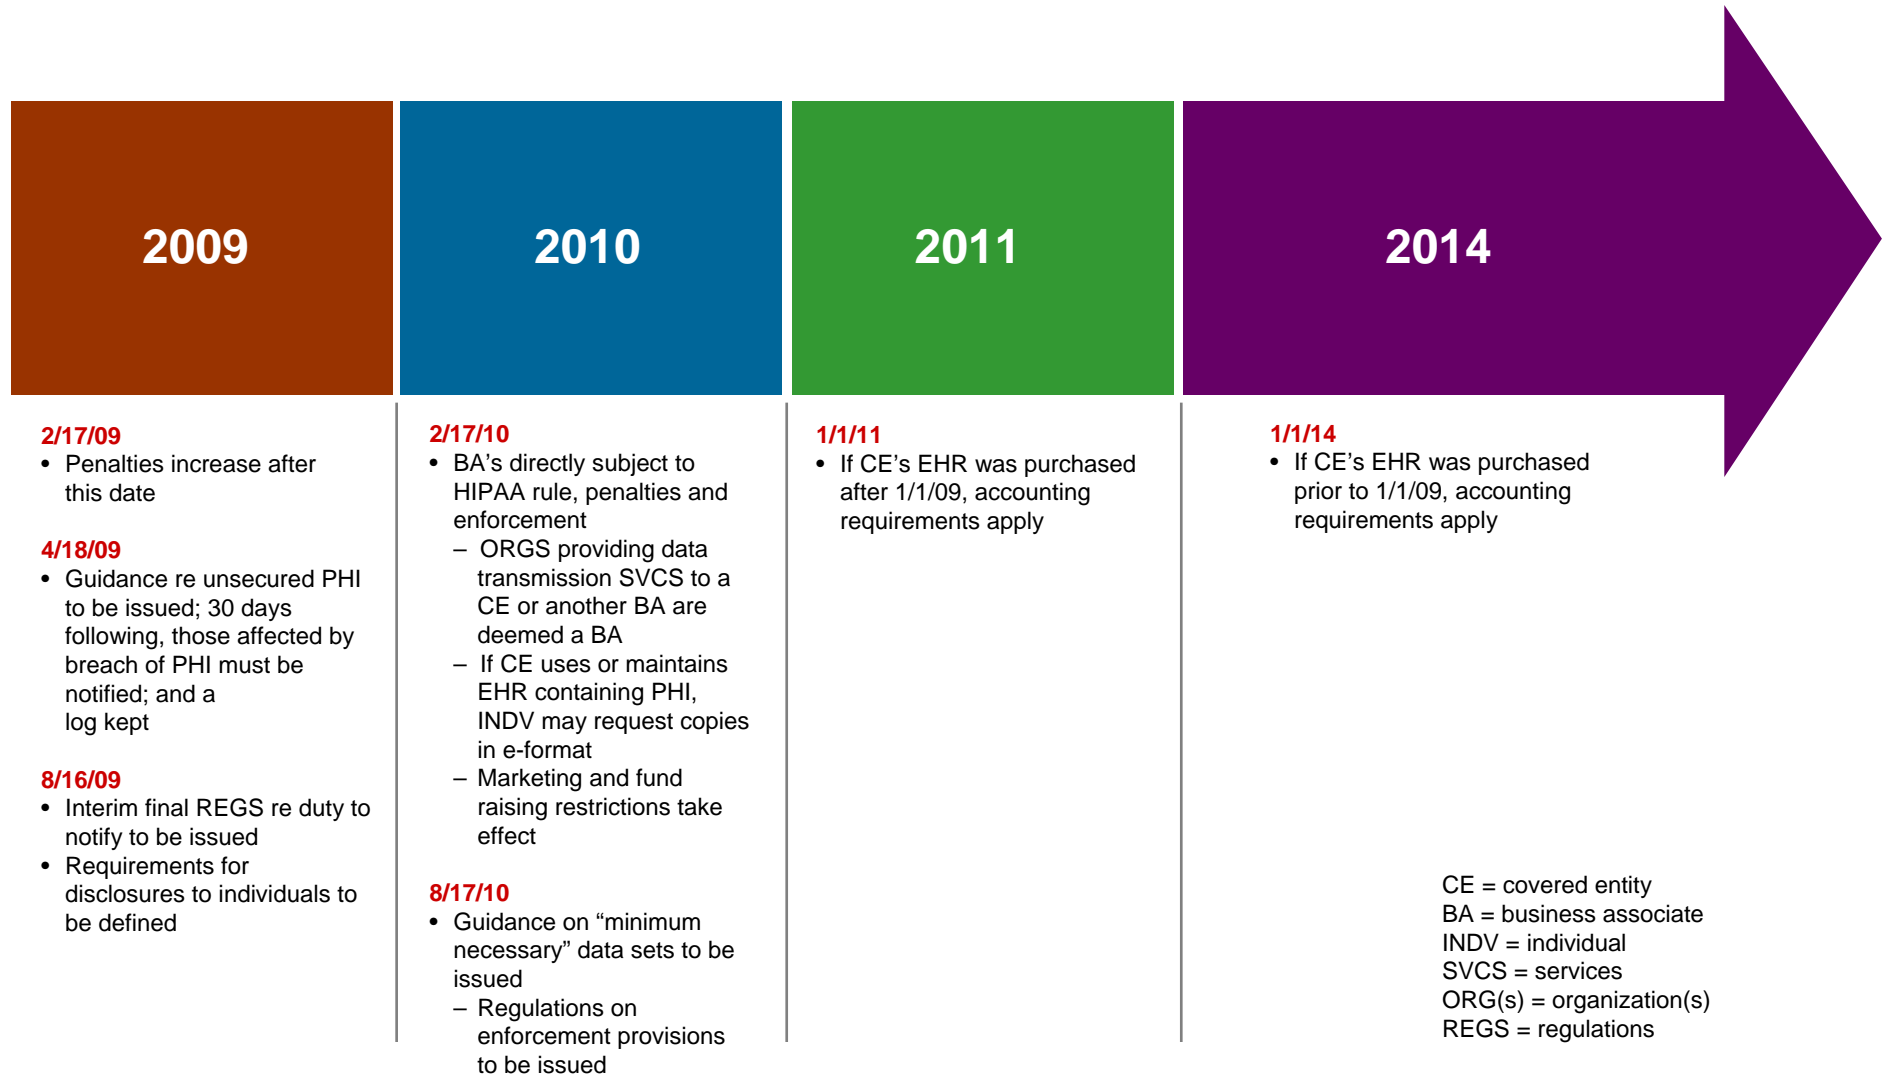 2009
2010
2011
2014
2/17/09
• Penalties increase after
this date
4/18/09
• Guidance re unsecured PHI
to be issued; 30 days
following, those affected by
breach of PHI must be
notified; and a
log kept
8/16/09
• Interim final REGS re duty to
notify to be issued
• Requirements for
disclosures to individuals to
be defined
2/17/10
• BA's directly subject to
HIPAA rule, penalties and
enforcement
– ORGS providing data
transmission SVCS to a
CE or another BA are
deemed a BA
– If CE uses or maintains
EHR containing PHI,
INDV may request copies
in e-format
– Marketing and fund
raising restrictions take
effect
8/17/10
• Guidance on “minimum
necessary” data sets to be
issued
– Regulations on
enforcement provisions
to be issued
1/1/11
• If CE's EHR was purchased
after 1/1/09, accounting
requirements apply
1/1/14
• If CE's EHR was purchased
prior to 1/1/09, accounting
requirements apply
CE = covered entity
BA = business associate
INDV = individual
SVCS = services
ORG(s) = organization(s)
REGS = regulations